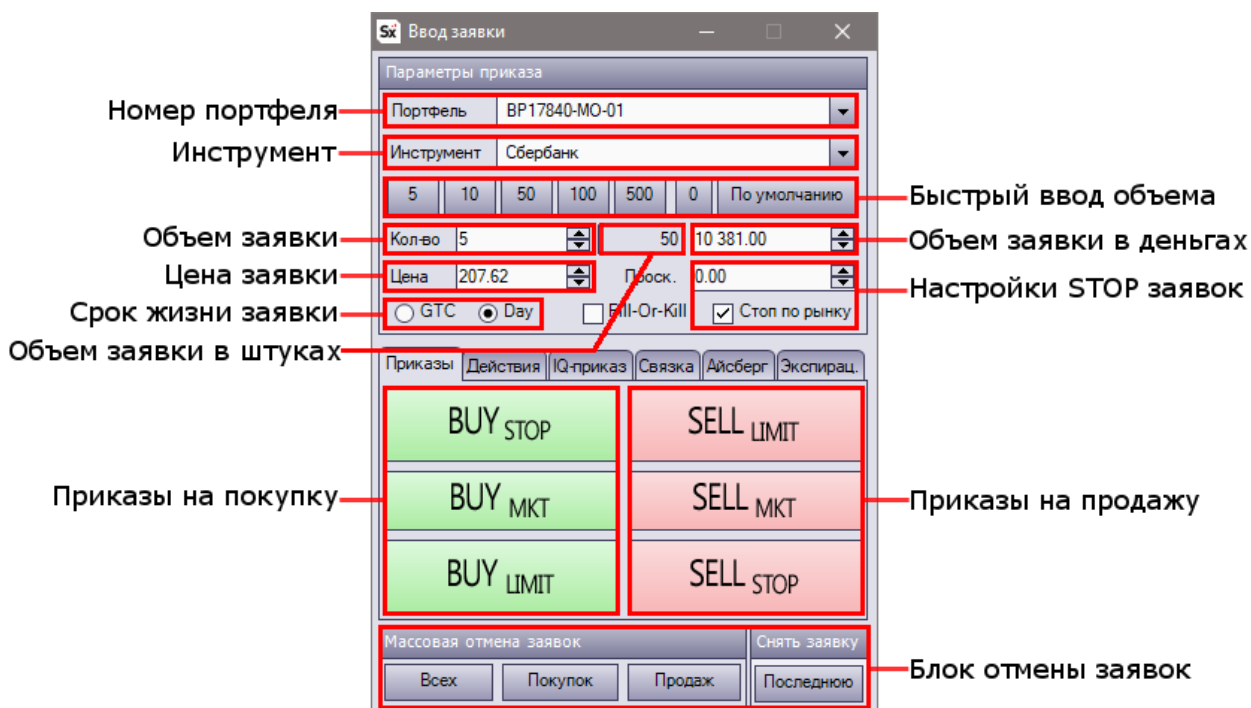 Sx Ввод заявки
Параметры приказа
Номер портфеля
Портфель BP17840-MO-01
Инструмент
Инструмент Сбербанк
5 10 50 100 500 0 По умолчанию
Быстрый ввод объема
Объем заявки
Кол-во 5 50 10 381.00
Объем заявки в деньгах
Цена заявки
Цена 207.62 Проск. 0.00
Настройки STOP заявок
Срок жизни заявки
GTC Day Fill-Or-Kill Стоп по рынку
Объем заявки в штуках
Приказы Действия IQ-приказ Связка Айсберг Экспирац.
BUY STOP SELL LIMIT
Приказы на покупку
BUY MKT SELL MKT
Приказы на продажу
BUY LIMIT SELL STOP
Массовая отмена заявок Снять заявку
Блок отмены заявок
Всех Покупок Продаж Последнюю